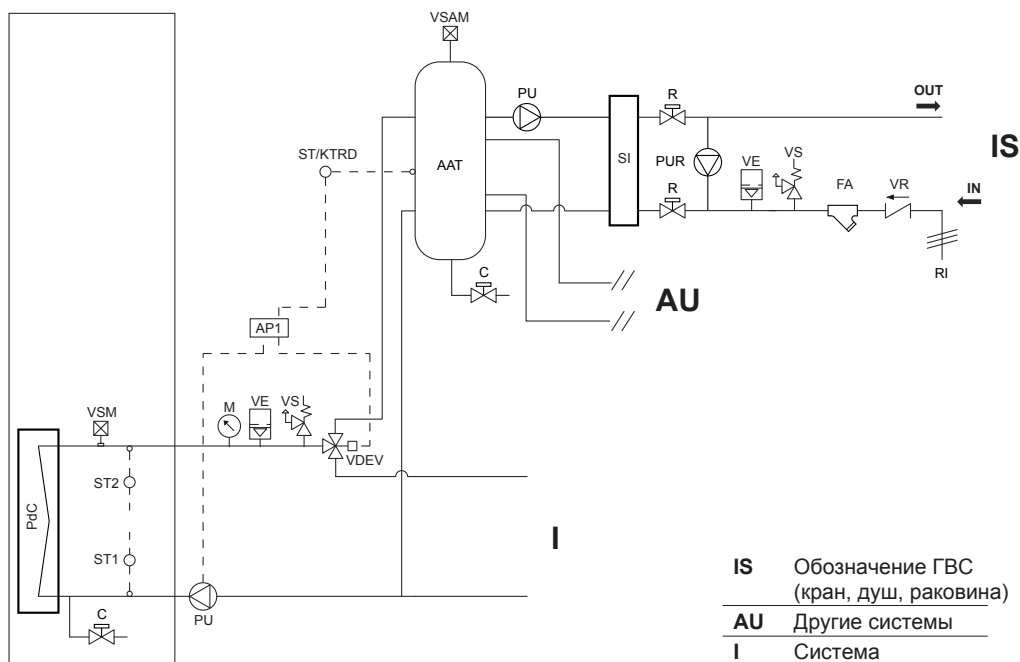 VSAM
PU
R
OUT
IS
ST/KTRD
AAT
SI
PUR
VE
VS
FA
VR
IN
R
RI
C
AU
AP1
VSM
M
VE
VS
VDEV
ST2
PdC
ST1
I
C
PU
IS Обозначение ГВС
(кран, душ, раковина)
AU Другие системы
I Система